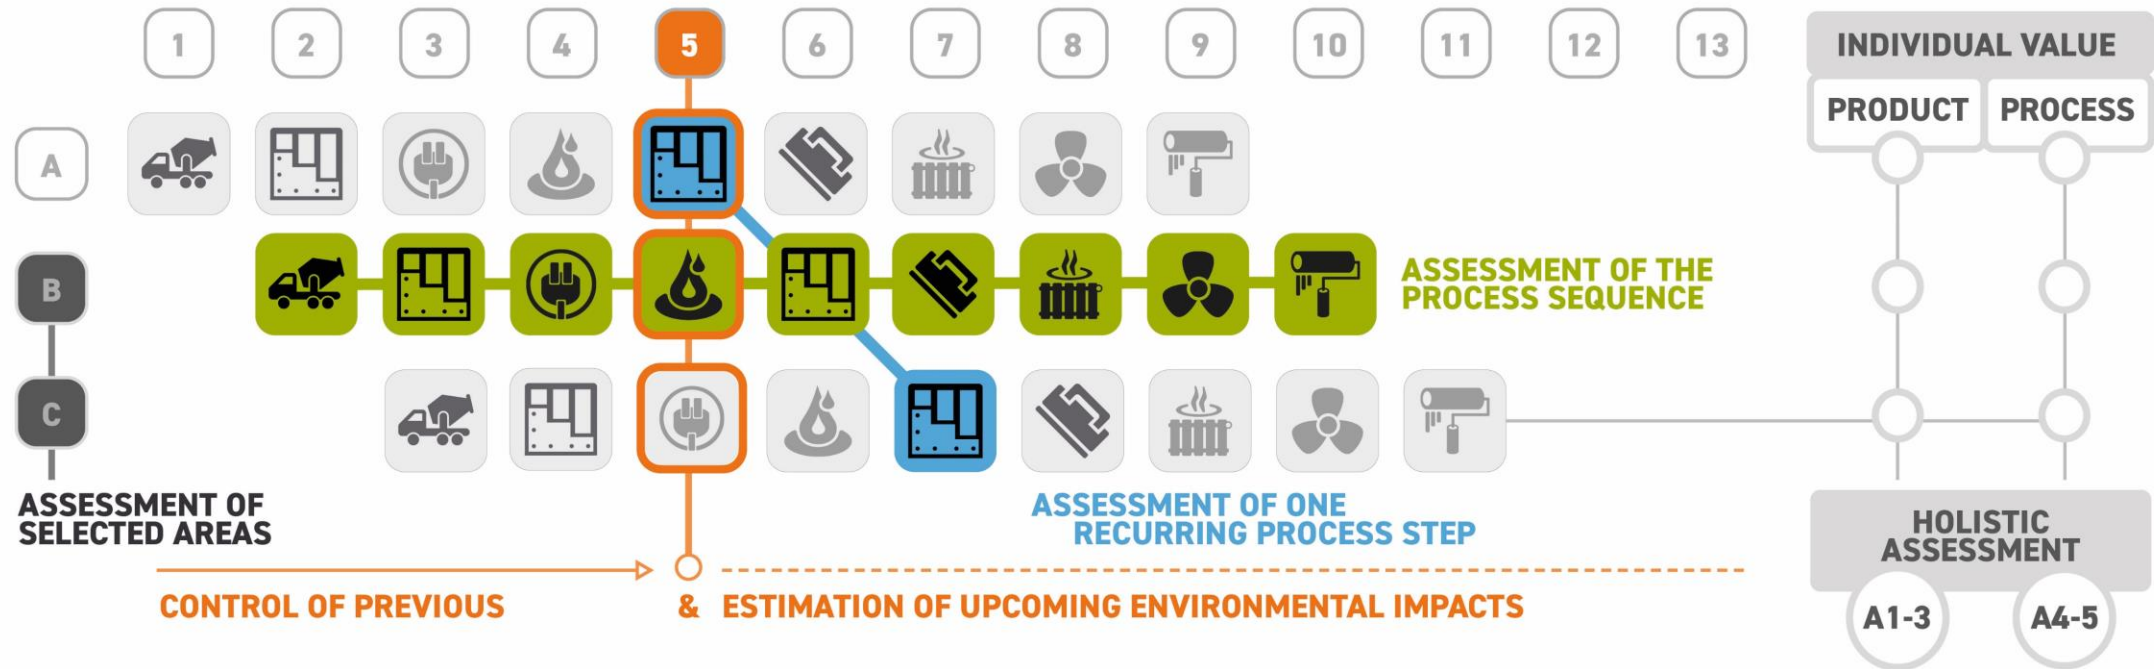 1 2 3 4 5 6 7 8 9 10 11 12 13
INDIVIDUAL VALUE
PRODUCT PROCESS
A
B
ASSESSMENT OF THE
PROCESS SEQUENCE
C
ASSESSMENT OF
SELECTED AREAS
ASSESSMENT OF ONE
RECURRING PROCESS STEP
HOLISTIC
ASSESSMENT
CONTROL OF PREVIOUS & ESTIMATION OF UPCOMING ENVIRONMENTAL IMPACTS
A1-3 A4-5